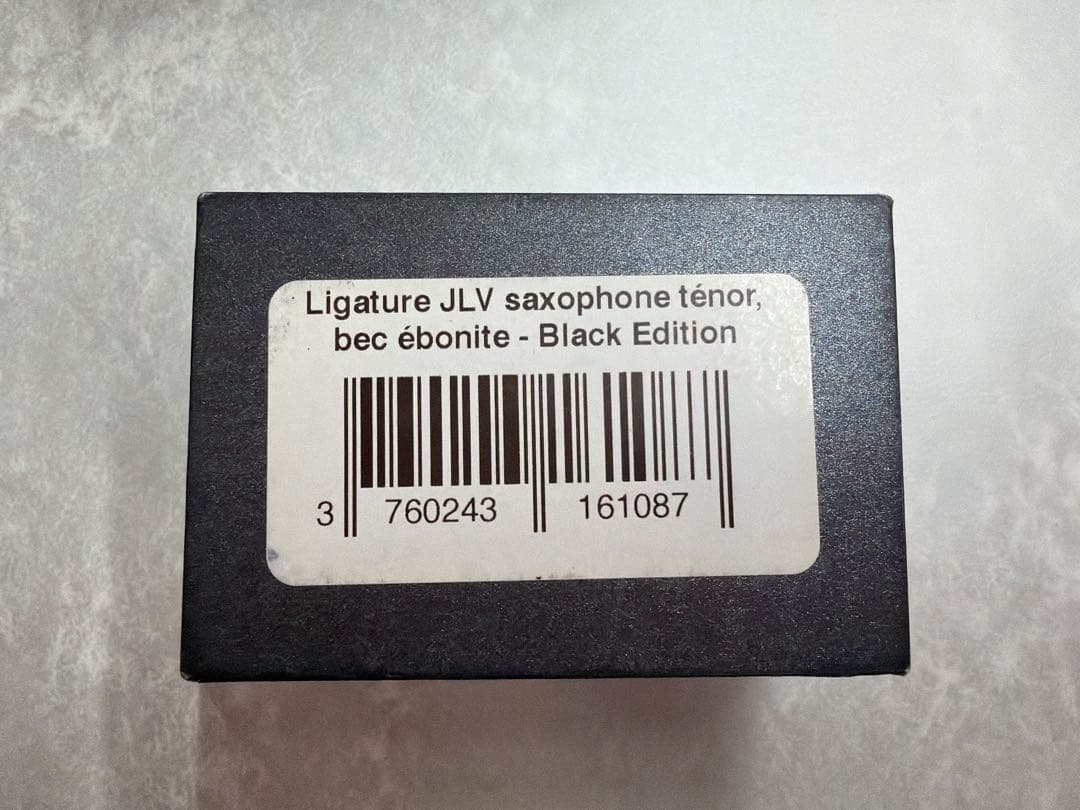 Ligature JLV saxophone ténor,
bec ébonite - Black Edition
3 760243 161087